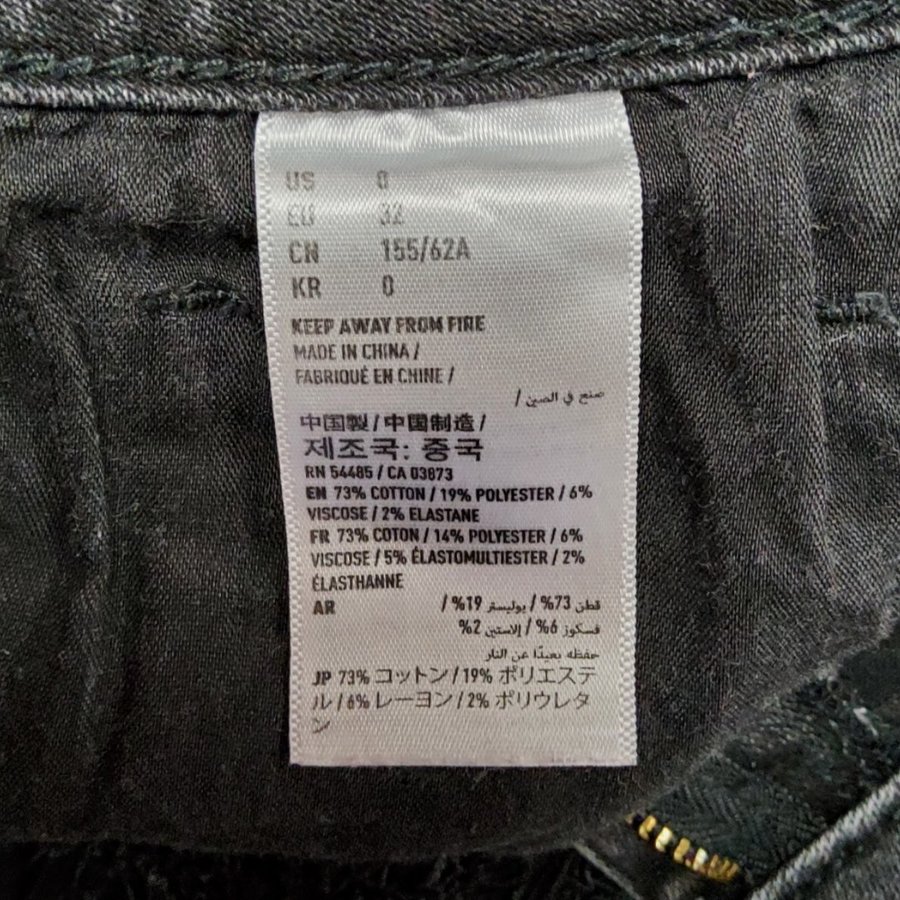 US 0
EU 32
CN 155/62A
KR 0
KEEP AWAY FROM FIRE
MADE IN CHINA /
FABRIQUÉ EN CHINE /
صنع في الصين /
中国製 / 中国制造 /
제조국: 중국
RN 54485 / CA 03873
EN 73% COTTON / 19% POLYESTER / 6%
VISCOSE / 2% ELASTANE
FR 73% COTON / 14% POLYESTER / 6%
VISCOSE / 5% ÉLASTOMULTIESTER / 2%
ÉLASTHANNE
AR قطن 73% / بوليستر 19% /
فسكوز 6% / إلاستين 2%
حفظه بعيدًا عن النار
JP 73% コットン / 19% ポリエステ
ル / 6% レーヨン / 2% ポリウレタ
ン